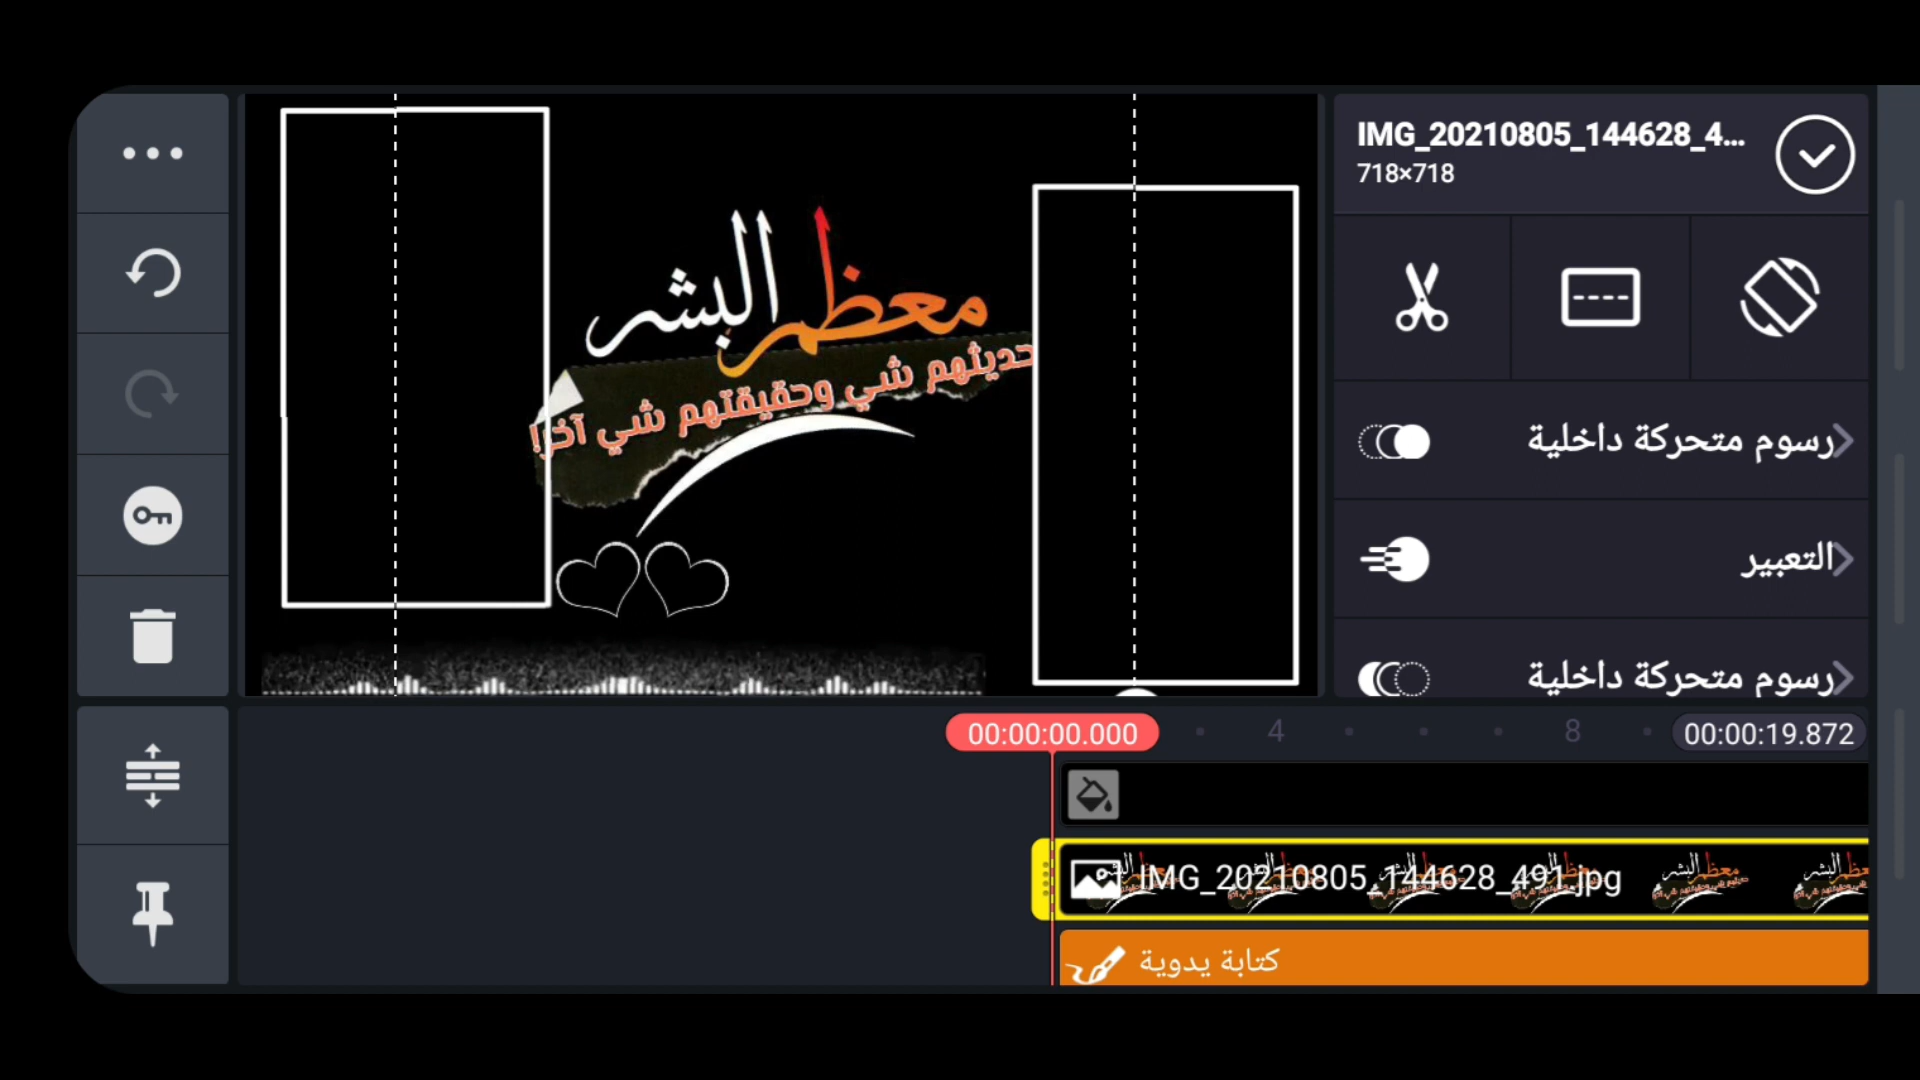 IMG_20210805_144628_4...
718×718
معظم البشر
حديثهم شي وحقيقتهم شي آخر!
رسوم متحركة داخلية
التعبير
رسوم متحركة داخلية
00:00:00.000
4
8
00:00:19.872
IMG_20210805_144628_491.jpg
كتابة يدوية